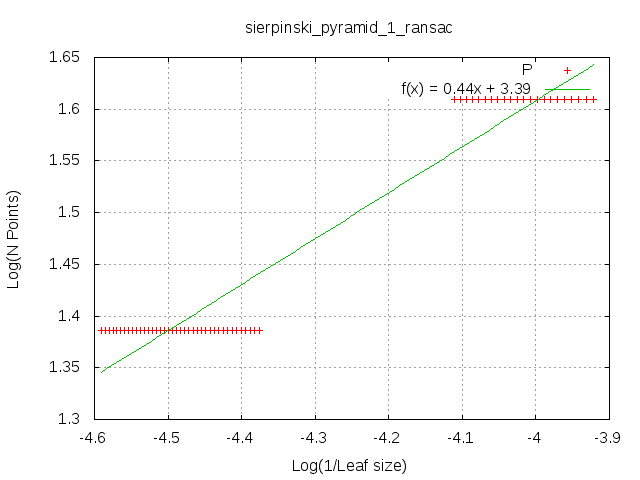 sierpinski_pyramid_1_ransac
1.65
1.6
1.55
1.5
1.45
1.4
1.35
1.3
Log(N Points)
P
f(x) = 0.44x + 3.39
-4.6 -4.5 -4.4 -4.3 -4.2 -4.1 -4 -3.9
Log(1/Leaf size)